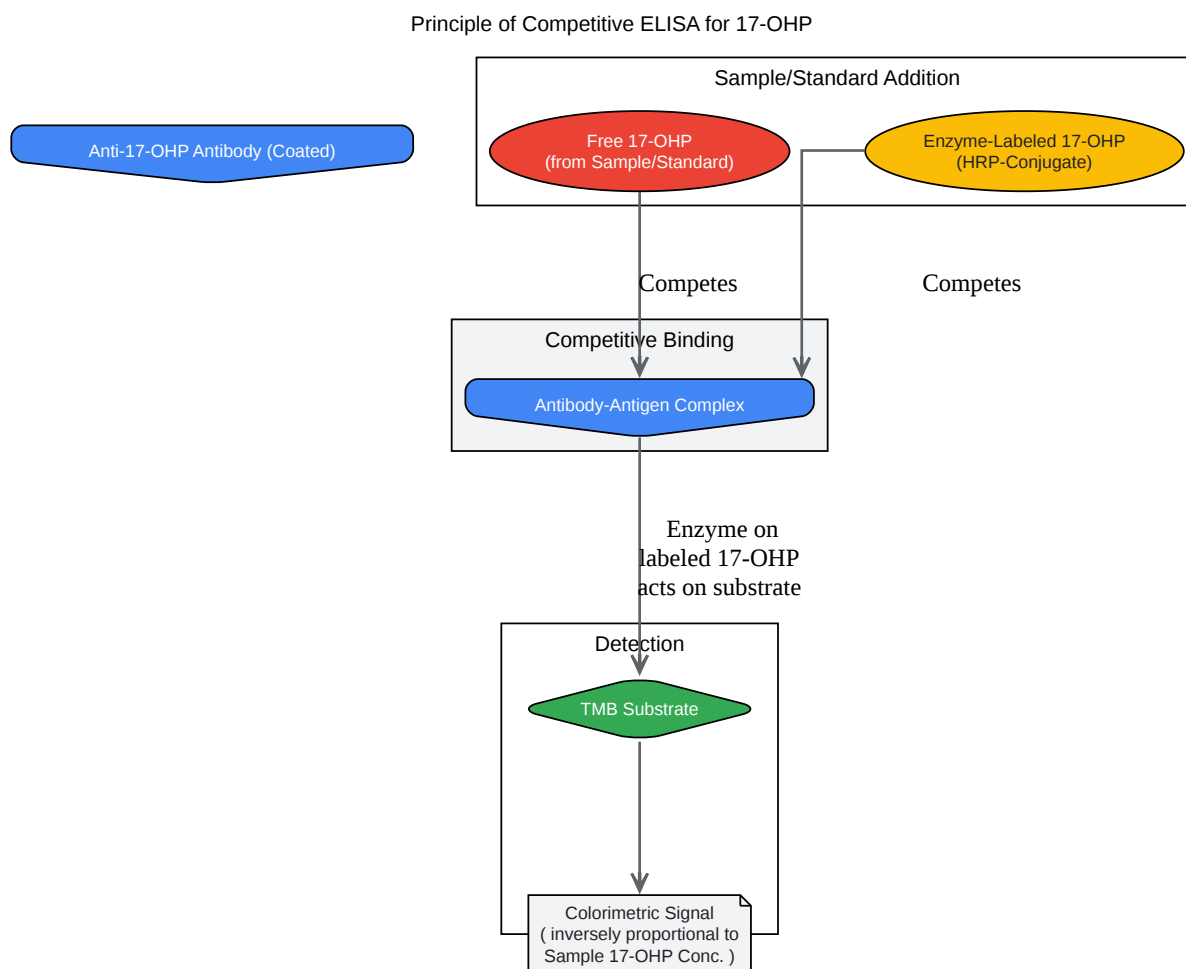 Principle of Competitive ELISA for 17-OHP
Sample/Standard Addition
Anti-17-OHP Antibody (Coated)
Free 17-OHP
(from Sample/Standard)
Enzyme-Labeled 17-OHP
(HRP-Conjugate)
Competes
Competes
Competitive Binding
Antibody-Antigen Complex
Enzyme on
labeled 17-OHP
acts on substrate
Detection
TMB Substrate
Colorimetric Signal
( inversely proportional to
Sample 17-OHP Conc. )